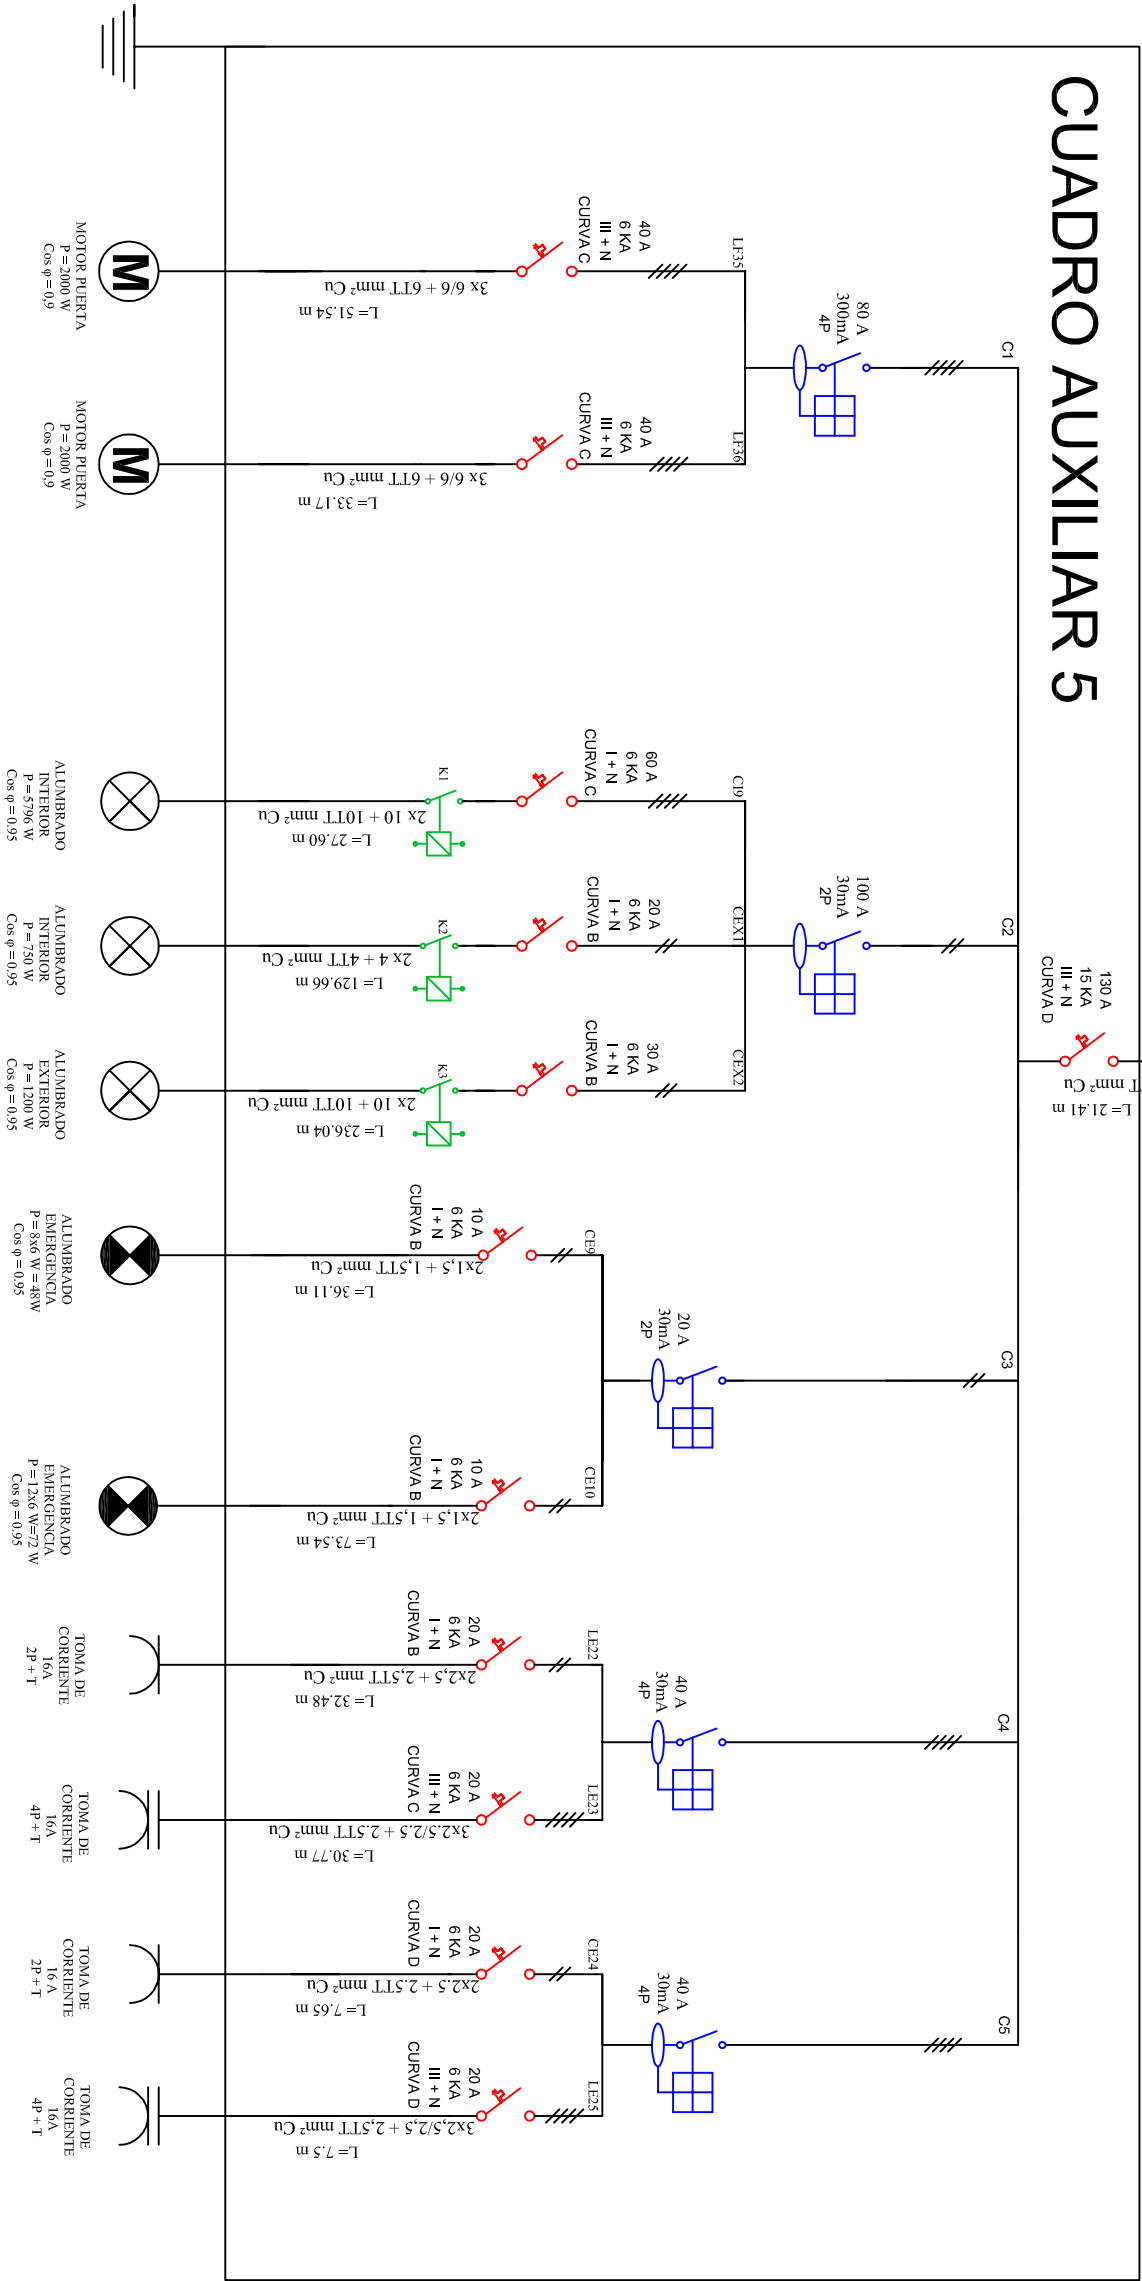 CUADRO AUXILIAR 5
130 A
15 KA
III + N
CURVA D
T mm² Cu
L= 21.41 m
C1
80 A
300mA
4P
LF35
40 A
6 KA
III + N
CURVA C
3x 6/6 + 6TT mm² Cu
L= 51.54 m
MOTOR PUERTA
P = 2000 W
Cos φ = 0,9
LF36
40 A
6 KA
III + N
CURVA C
3x 6/6 + 6TT mm² Cu
L= 33.17 m
MOTOR PUERTA
P = 2000 W
Cos φ = 0,9
M
M
C2
100 A
30mA
2P
CI9
60 A
6 KA
I + N
CURVA C
K1
2x 10 + 10TT mm² Cu
L= 27.60 m
ALUMBRADO
INTERIOR
P = 5796 W
Cos φ = 0.95
CEX1
20 A
6 KA
I + N
CURVA B
K2
2x 4 + 4TT mm² Cu
L= 129.66 m
ALUMBRADO
INTERIOR
P = 750 W
Cos φ = 0.95
CEX2
30 A
6 KA
I + N
CURVA B
K3
2x 10 + 10TT mm² Cu
L= 236.04 m
ALUMBRADO
EXTERIOR
P = 1200 W
Cos φ = 0.95
C3
20 A
30mA
2P
CE9
10 A
6 KA
I + N
CURVA B
2x1,5 + 1,5TT mm² Cu
L= 36.11 m
ALUMBRADO
EMERGENCIA
P = 8x6 W = 48W
Cos φ = 0.95
CE10
10 A
6 KA
I + N
CURVA B
2x1,5 + 1,5TT mm² Cu
L= 73.54 m
ALUMBRADO
EMERGENCIA
P = 12x6 W=72 W
Cos φ = 0.95
C4
40 A
30mA
4P
LE22
20 A
6 KA
I + N
CURVA B
2x2,5 + 2,5TT mm² Cu
L= 32.48 m
TOMA DE
CORRIENTE
16A
2P + T
LE23
20 A
6 KA
III + N
CURVA C
3x2.5/2.5 + 2.5TT mm² Cu
L= 30.77 m
TOMA DE
CORRIENTE
16A
4P + T
C5
40 A
30mA
4P
CE24
20 A
6 KA
I + N
CURVA D
2x2.5 + 2.5TT mm² Cu
L= 7.65 m
TOMA DE
CORRIENTE
16 A
2P + T
LE25
20 A
6 KA
III + N
CURVA D
3x2,5/2,5 + 2,5TT mm² Cu
L= 7.5 m
TOMA DE
CORRIENTE
16A
4P + T